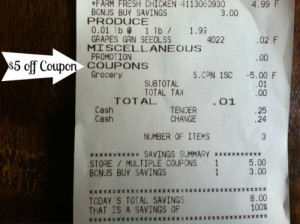 *FARM FRESH CHICKEN 4113060930 4.99 F
BONUS BUY SAVINGS 3.00
PRODUCE
0.01 lb @ 1 lb / 1.99
GRAPES GRN SEEDLSS 4022 .02 F
MISCELLANEOUS
PROMOTION .00
COUPONS
$5 off Coupon
Grocery S.CPN 1SC -5.00 F
SUBTOTAL .01
TOTAL TAX .00
TOTAL .01
Cash TENDER .25
Cash CHANGE .24
NUMBER OF ITEMS 3
SAVINGS SUMMARY
STORE / MULTIPLE COUPONS 1 5.00
BONUS BUY SAVINGS 1 3.00
TODAY'S TOTAL SAVINGS 8.00
THAT IS A SAVINGS OF 100%